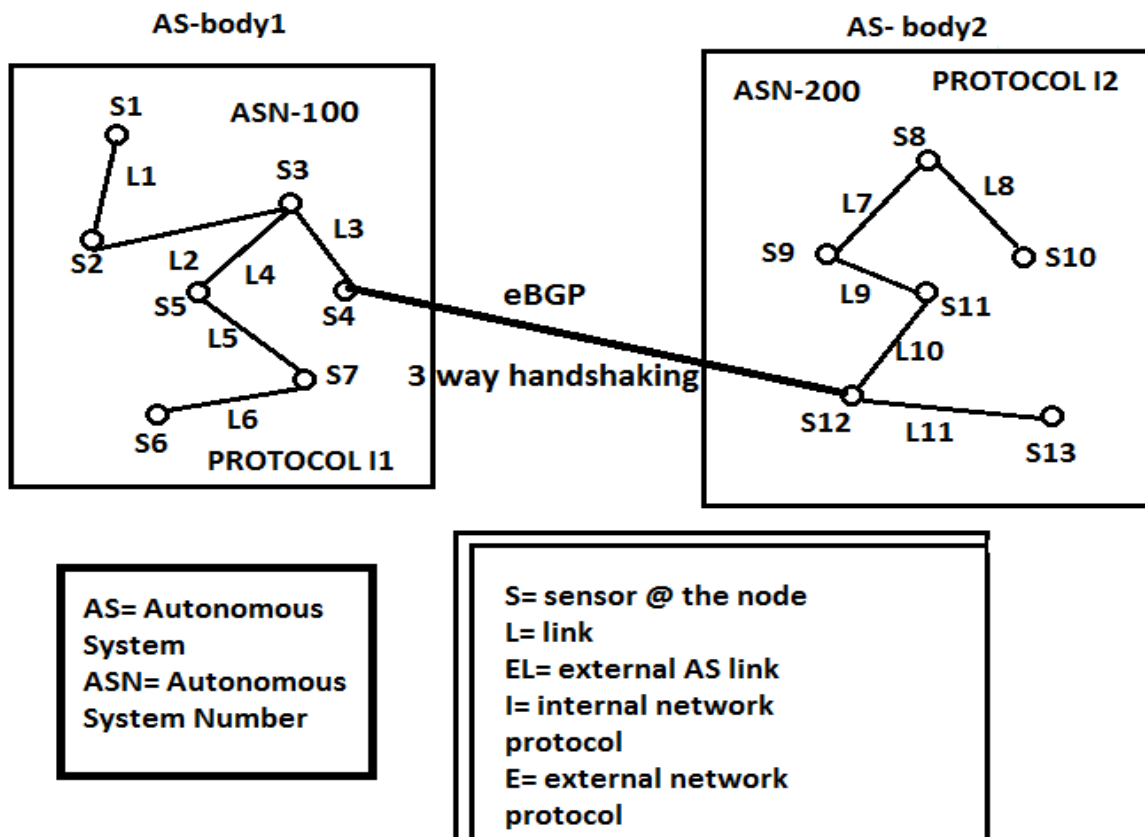 AS-body1
AS- body2
S1
ASN-100
L1
S3
S2
L2
L4
L3
S5
S4
L5
S7
S6
L6
PROTOCOL I1
eBGP
3 way handshaking
ASN-200
PROTOCOL I2
S8
L7
L8
S9
S10
L9
S11
L10
S12
L11
S13
AS= Autonomous
System
ASN= Autonomous
System Number
S= sensor @ the node
L= link
EL= external AS link
I= internal network
protocol
E= external network
protocol